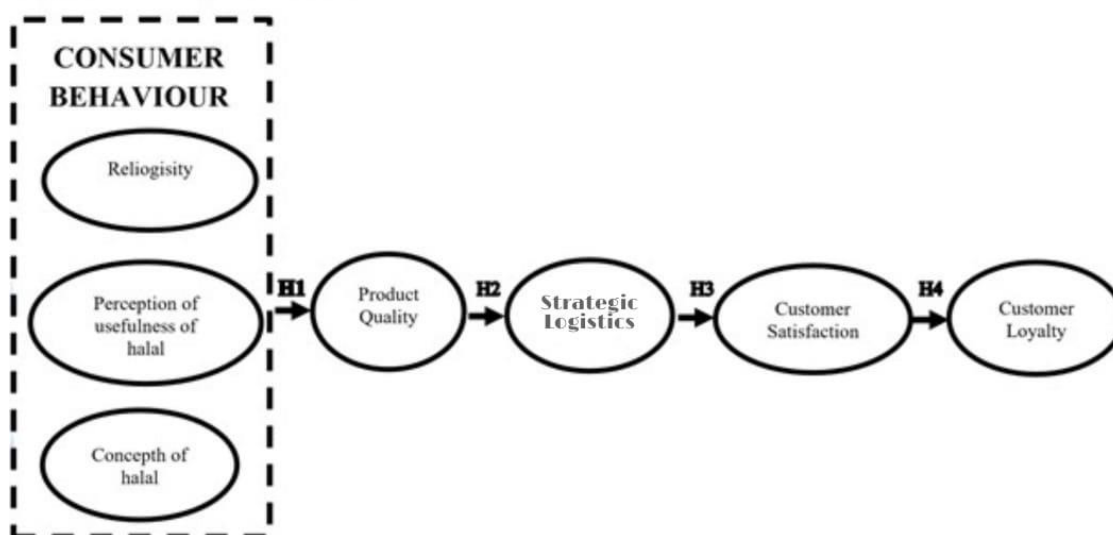 CONSUMER
BEHAVIOUR
Reliogisity
Perception of
usefulness of
halal
Concepth of
halal
H1
Product
Quality
H2
Strategic
Logistics
H3
Customer
Satisfaction
H4
Customer
Loyalty